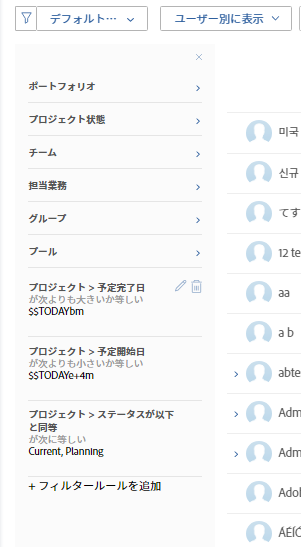 デフォルト…
ユーザー別に表示
ポートフォリオ
プロジェクト状態
チーム
担当業務
グループ
プール
プロジェクト > 予定完了日
が次よりも大きいか等しい
$$TODAYbm
プロジェクト > 予定開始日
が次よりも小さいか等しい
$$TODAYe+4m
プロジェクト > ステータスが以下
と同等
が次に等しい
Current, Planning
+ フィルタールールを追加
미국
신규
てす
12 te
aa
a b
abte
Adm
Adm
Adol
ÁÉÍÓ